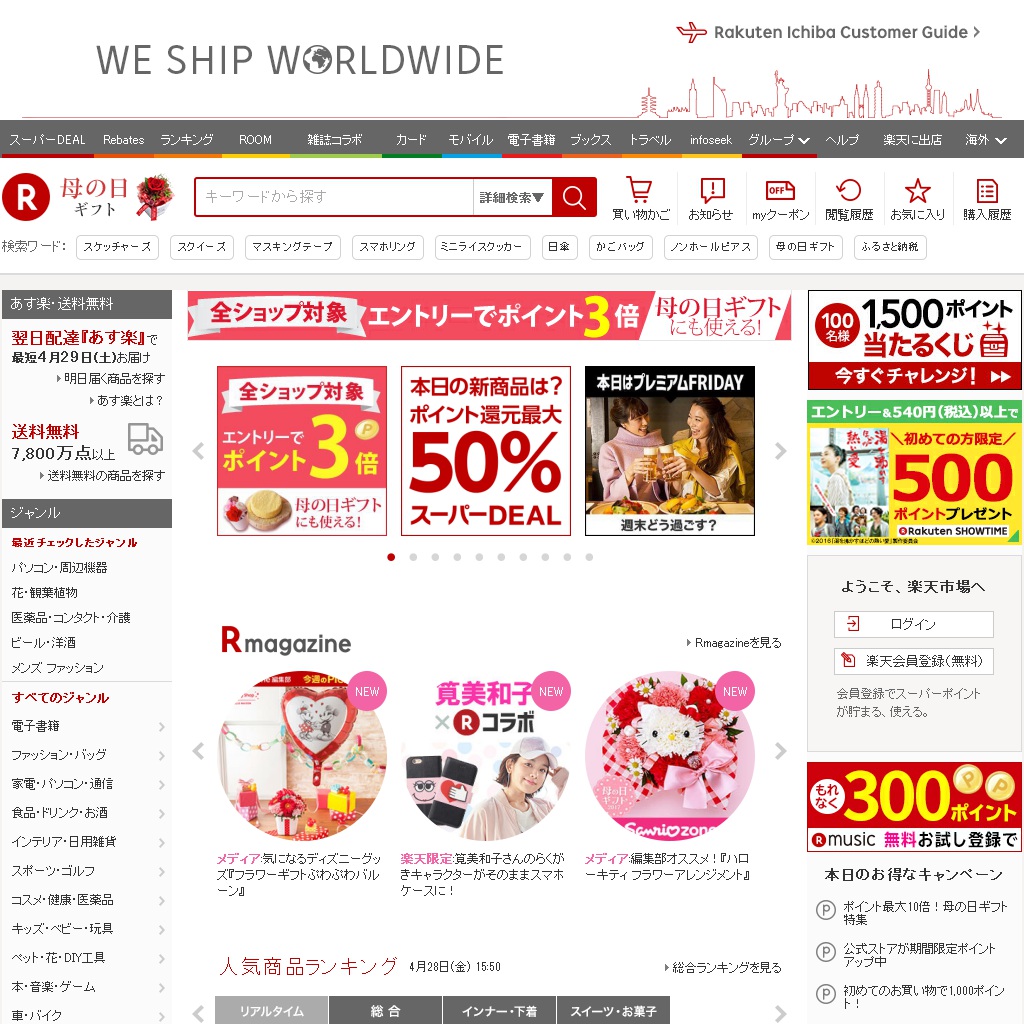 WE SHIP WORLDWIDE
Rakuten Ichiba Customer Guide
スーパーDEAL Rebates ランキング ROOM 雑誌コラボ カード モバイル 電子書籍 ブックス トラベル infoseek グループ ヘルプ 楽天に出店 海外
R 母の日
ギフト
キーワードから探す 詳細検索▼
買い物かご お知らせ OFF myクーポン 閲覧履歴 お気に入り 購入履歴
検索ワード: スケッチャーズ スクイーズ マスキングテープ スマホリング ミニライスクッカー 日傘 かごバッグ ノンホールピアス 母の日ギフト ふるさと納税
あす楽・送料無料
翌日配達『あす楽』で
最短4月29日(土)お届け
明日届く商品を探す
あす楽とは？
送料無料
7,800万点以上
送料無料の商品を探す
ジャンル
最近チェックしたジャンル
パソコン・周辺機器
花・観葉植物
医薬品・コンタクト・介護
ビール・洋酒
メンズ ファッション
すべてのジャンル
電子書籍
ファッション・バッグ
家電・パソコン・通信
食品・ドリンク・お酒
インテリア・日用雑貨
スポーツ・ゴルフ
コスメ・健康・医薬品
キッズ・ベビー・玩具
ペット・花・DIY工具
本・音楽・ゲーム
車・バイク
全ショップ対象 エントリーでポイント3倍 母の日ギフト
にも使える!
全ショップ対象
エントリーで
ポイント3倍
P
母の日ギフト
にも使える!
本日の新商品は?
ポイント還元最大
50%
スーパーDEAL
本日はプレミアムFRIDAY
週末どう過ごす?
R magazine
Rmagazineを見る
NEW
メディア:気になるディズニーグッ
ズ『フラワーギフトぷわぷわバル
ーン』
筧美和子
×Rコラボ
NEW
楽天限定:筧美和子さんのらくが
きキャラクターがそのままスマホ
ケースに！
NEW
母の日
ギフト
Sanrio zone
メディア:編集部オススメ！『ハロ
ーキティ フラワーアレンジメント』
人気商品ランキング 4月28日(金) 15:50
総合ランキングを見る
リアルタイム 総合 インナー・下着 スイーツ・お菓子
100
名様
1,500ポイント
当たるくじ
今すぐチャレンジ!
エントリー&540円(税込)以上で
＼初めての方限定／
500
ポイントプレゼント
Rakuten SHOWTIME
ようこそ、楽天市場へ
ログイン
楽天会員登録(無料)
会員登録でスーパーポイント
が貯まる、使える。
もれ
なく
300ポイント
P P
R music 無料お試し登録で
本日のお得なキャンペーン
P ポイント最大10倍！母の日ギフト
特集
P 公式ストアが期間限定ポイント
アップ中
P 初めてのお買い物で1,000ポイン
ト！